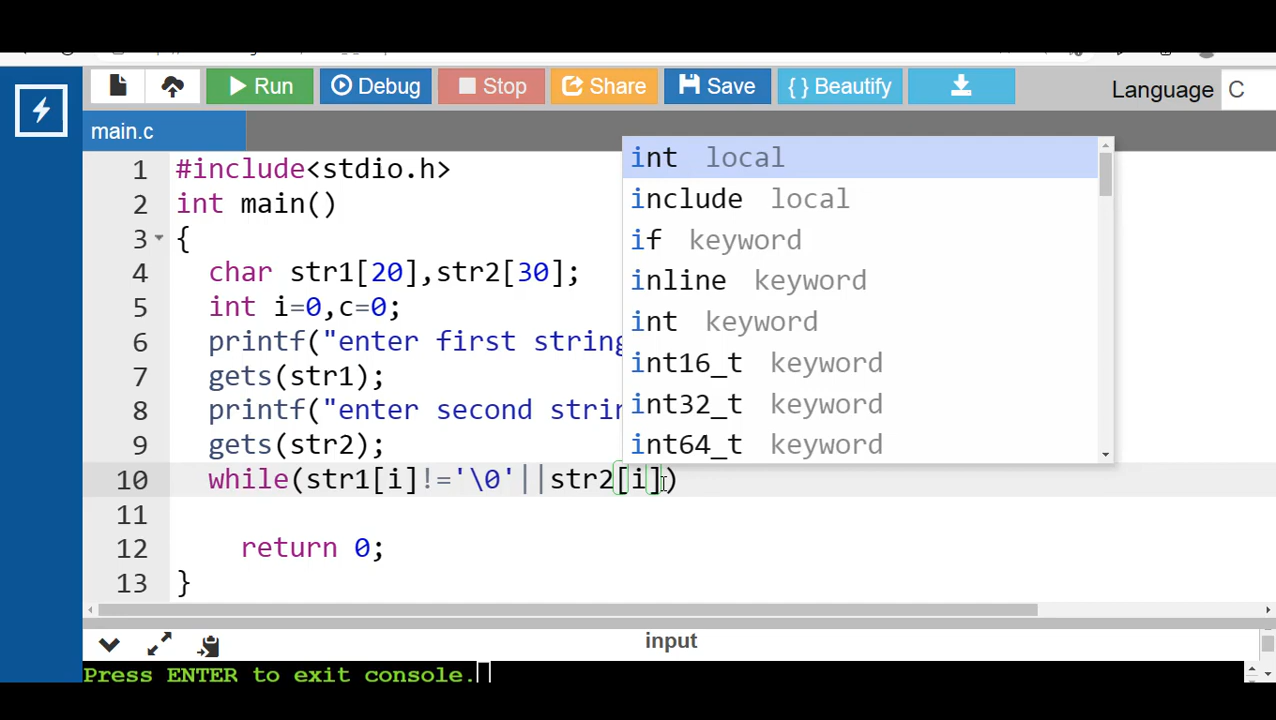 Run Debug Stop Share Save { } Beautify Language C
main.c
1 #include<stdio.h>
2 int main()
3 {
4 char str1[20],str2[30];
5 int i=0,c=0;
6 printf("enter first string
7 gets(str1);
8 printf("enter second strin
9 gets(str2);
10 while(str1[i]!='\0'||str2[i])
11
12 return 0;
13 }
int local
include local
if keyword
inline keyword
int keyword
int16_t keyword
int32_t keyword
int64_t keyword
input
Press ENTER to exit console.